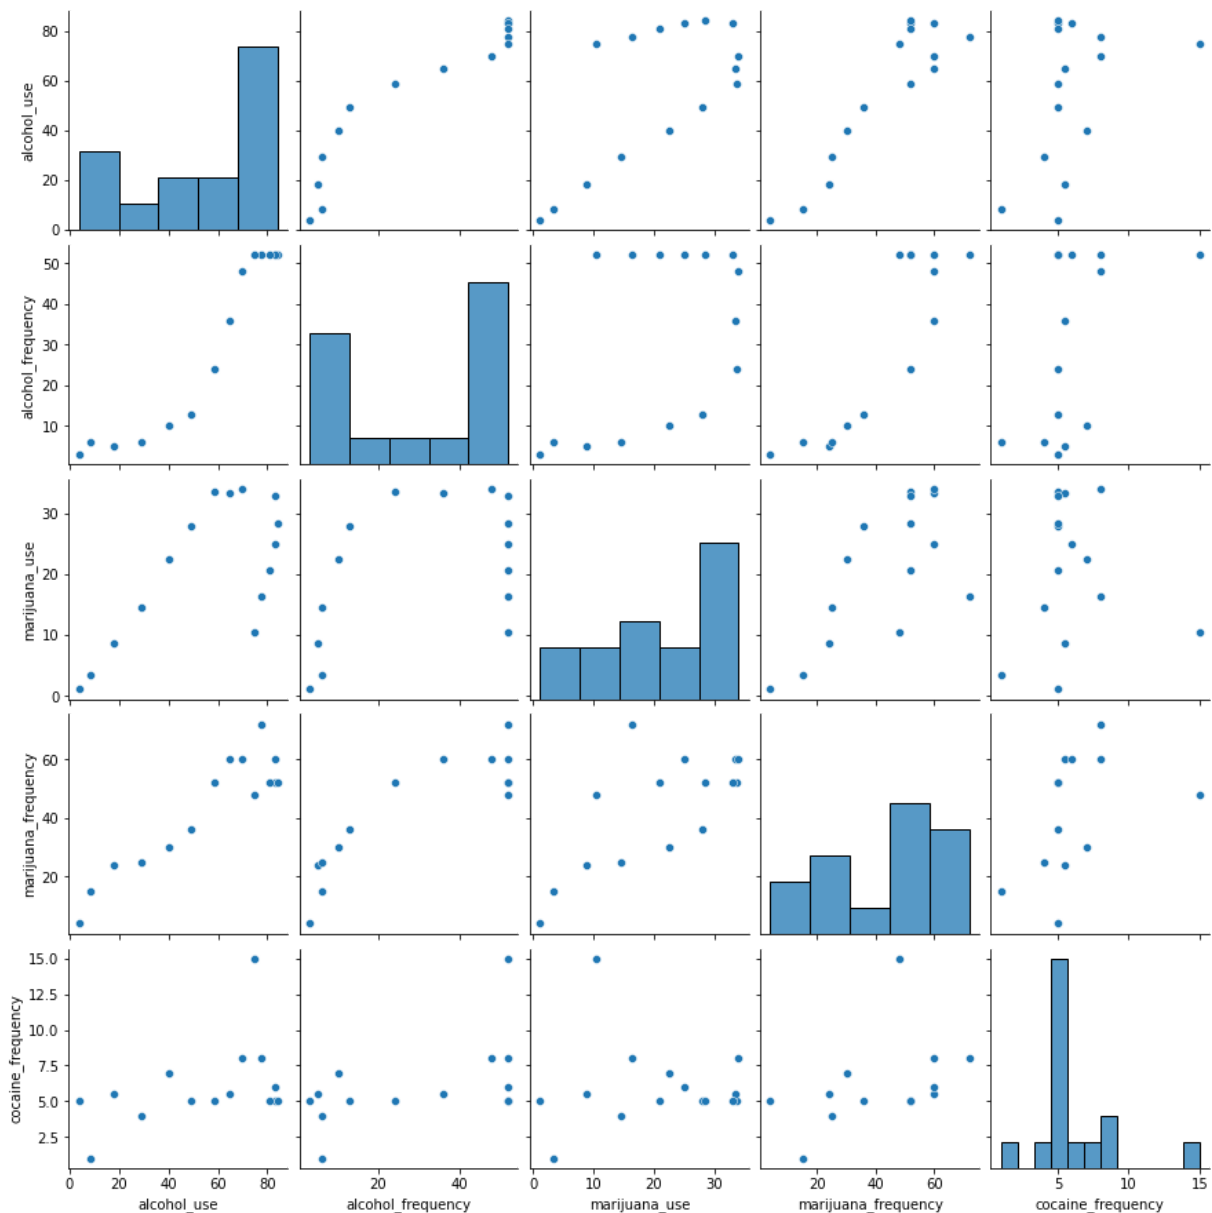 80
60
40
20
0
alcohol_use
50
40
30
20
10
alcohol_frequency
30
20
10
0
marijuana_use
60
40
20
marijuana_frequency
15.0
12.5
10.0
7.5
5.0
2.5
cocaine_frequency
0 20 40 60 80
alcohol_use
20 40
alcohol_frequency
0 10 20 30
marijuana_use
20 40 60
marijuana_frequency
5 10 15
cocaine_frequency